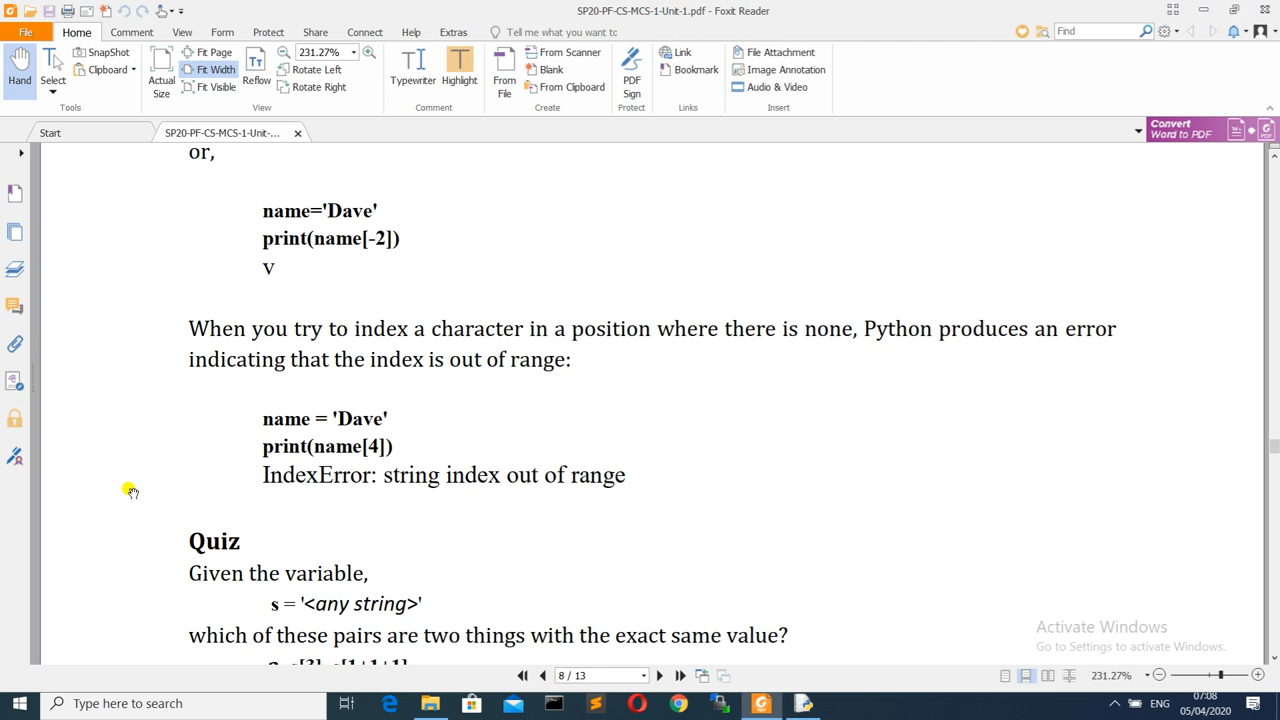 SP20-PF-CS-MCS-1-Unit-1.pdf - Foxit Reader
File Home Comment View Form Protect Share Connect Help Extras Tell me what you want tc Find
Hand
Select
SnapShot
Clipboard
Tools
Actual Size
Fit Page
Fit Width
Fit Visible
Reflow
231.27%
Rotate Left
Rotate Right
View
Typewriter
Highlight
Comment
From File
From Scanner
Blank
From Clipboard
Create
PDF Sign
Protect
Link
Bookmark
Links
File Attachment
Image Annotation
Audio & Video
Insert
Start
SP20-PF-CS-MCS-1-Unit-...
Convert
Word to PDF
or,
name='Dave'
print(name[-2])
v
When you try to index a character in a position where there is none, Python produces an error
indicating that the index is out of range:
name = 'Dave'
print(name[4])
IndexError: string index out of range
Quiz
Given the variable,
s = '<any string>'
which of these pairs are two things with the exact same value?
Activate Windows
Go to Settings to activate Windows.
8 / 13
231.27%
Type here to search
ENG
07:08
05/04/2020